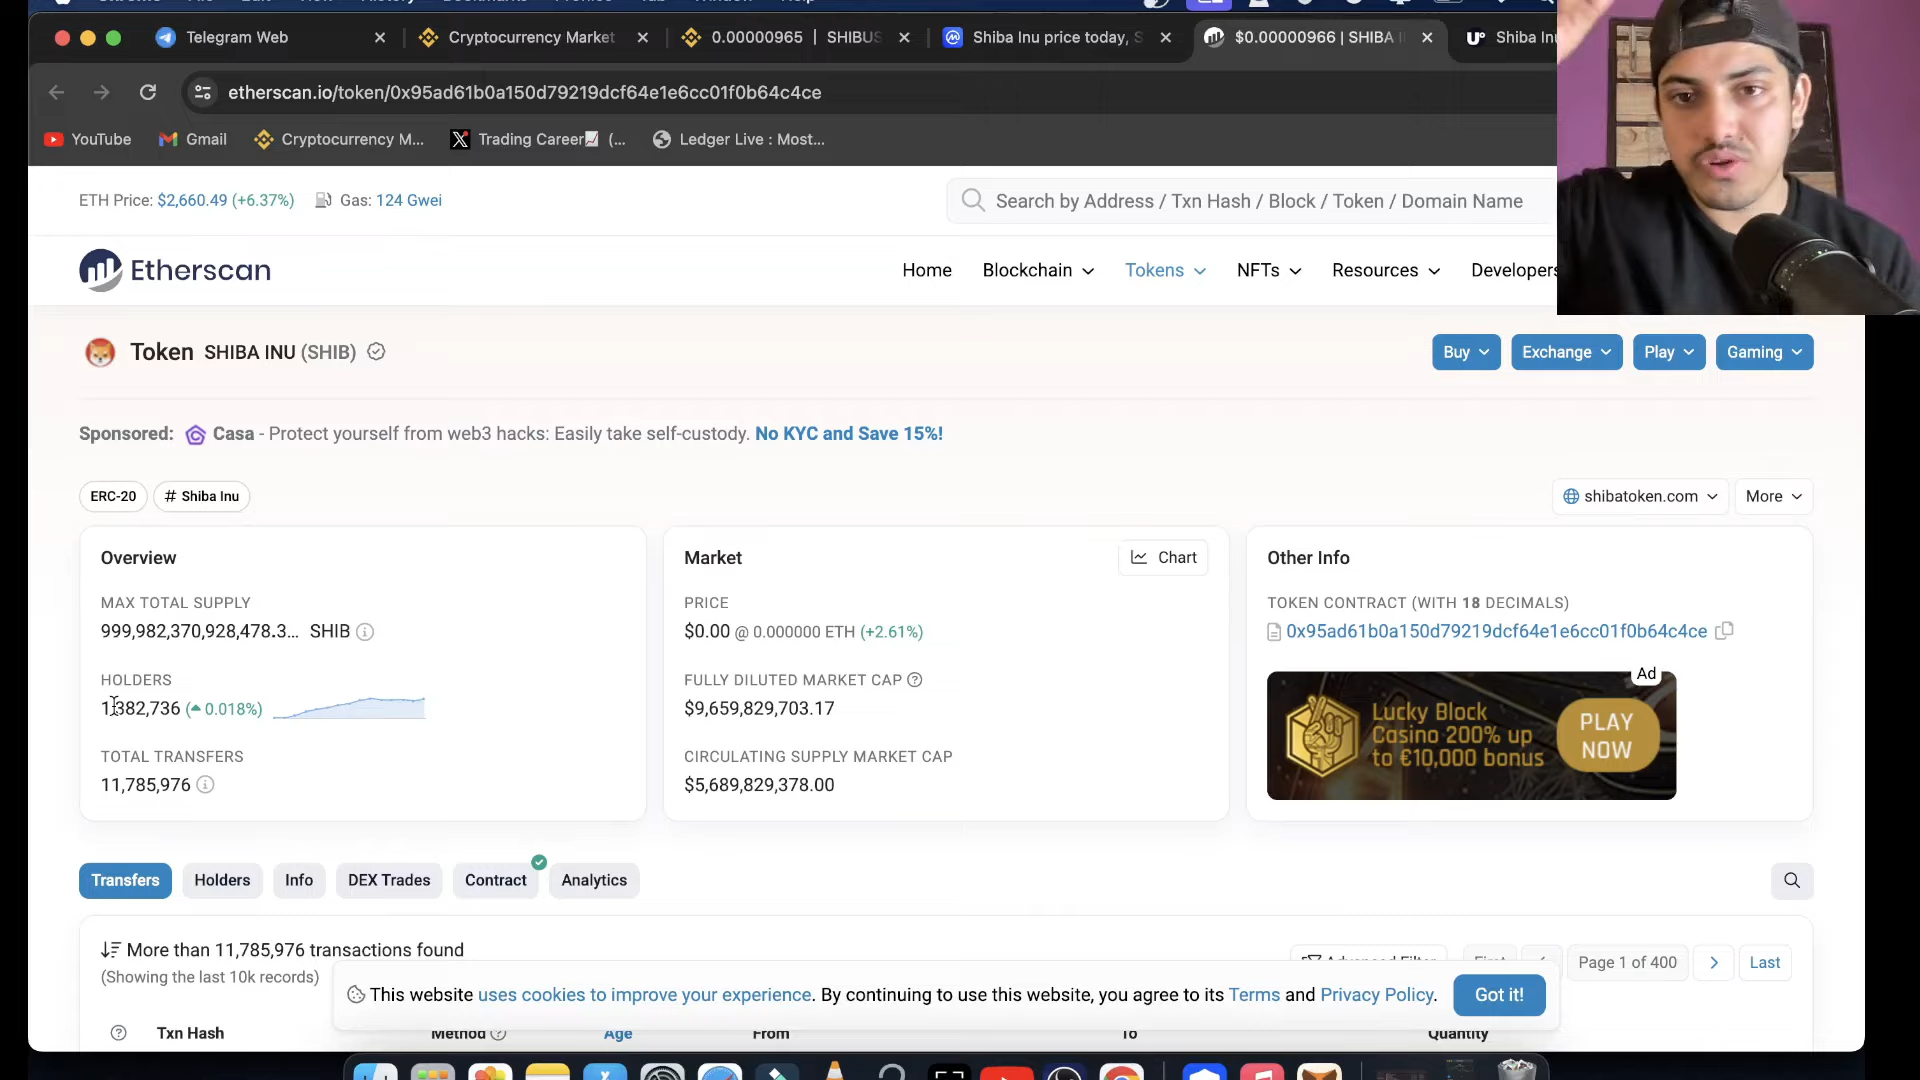 Telegram Web
Cryptocurrency Market
0.00000965 | SHIBUS
Shiba Inu price today, S
$0.00000966 | SHIBA I
Shiba Inu
etherscan.io/token/0x95ad61b0a150d79219dcf64e1e6cc01f0b64c4ce
YouTube
Gmail
Cryptocurrency M...
Trading Career📈 (...
Ledger Live : Most...
ETH Price: $2,660.49 (+6.37%)
Gas: 124 Gwei
Search by Address / Txn Hash / Block / Token / Domain Name
Etherscan
Home
Blockchain
Tokens
NFTs
Resources
Developers
Token SHIBA INU (SHIB)
Buy
Exchange
Play
Gaming
Sponsored: Casa - Protect yourself from web3 hacks: Easily take self-custody. No KYC and Save 15%!
ERC-20
# Shiba Inu
shibatoken.com
More
Overview
MAX TOTAL SUPPLY
999,982,370,928,478.3... SHIB
HOLDERS
1,382,736 (0.018%)
TOTAL TRANSFERS
11,785,976
Market
Chart
PRICE
$0.00 @ 0.000000 ETH (+2.61%)
FULLY DILUTED MARKET CAP
$9,659,829,703.17
CIRCULATING SUPPLY MARKET CAP
$5,689,829,378.00
Other Info
TOKEN CONTRACT (WITH 18 DECIMALS)
0x95ad61b0a150d79219dcf64e1e6cc01f0b64c4ce
Ad
Lucky Block
Casino 200% up
to €10,000 bonus
PLAY
NOW
Transfers
Holders
Info
DEX Trades
Contract
Analytics
More than 11,785,976 transactions found
(Showing the last 10k records)
Advanced Filter
First
Page 1 of 400
Last
This website uses cookies to improve your experience. By continuing to use this website, you agree to its Terms and Privacy Policy.
Got it!
Txn Hash
Method
Age
From
To
Quantity